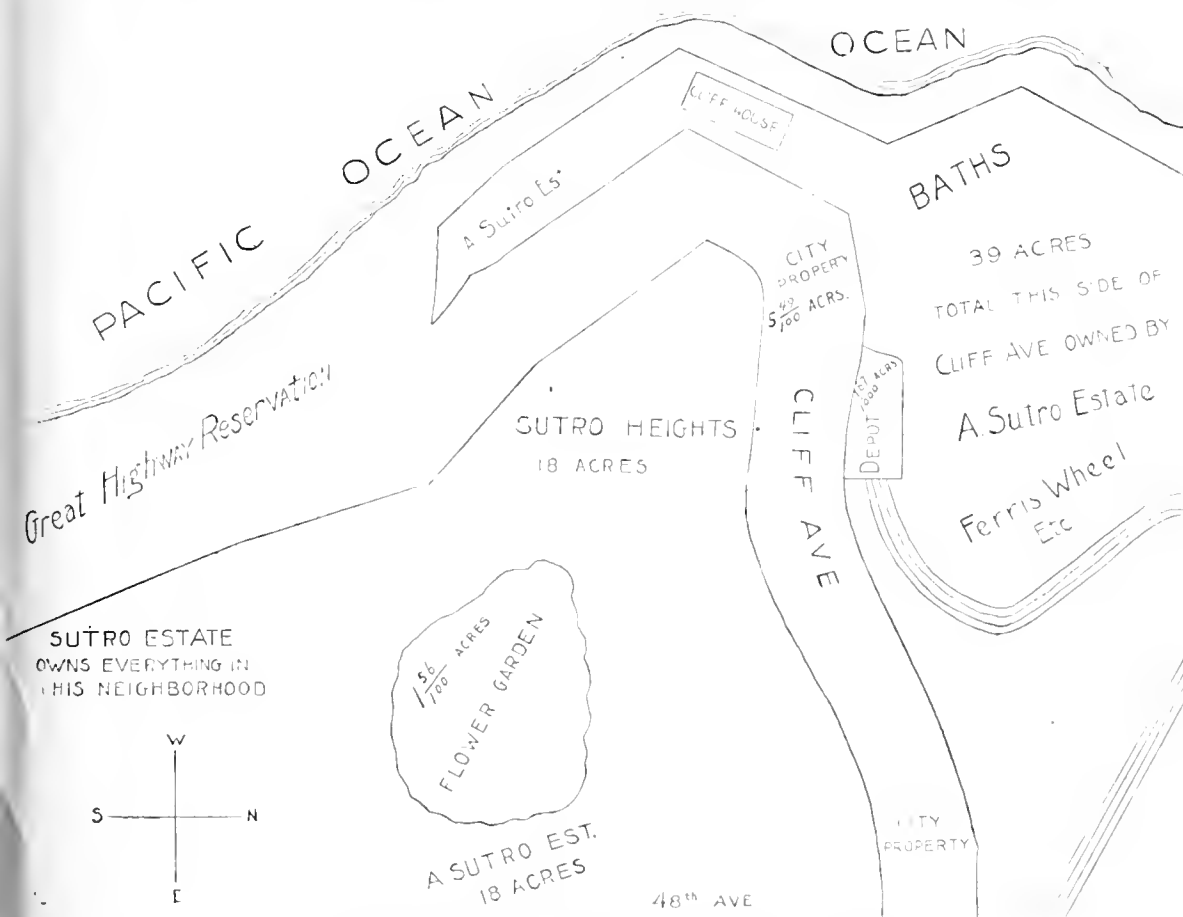 PACIFIC OCEAN
OCEAN
CLIFF HOUSE
A Sutro Est
BATHS
39 ACRES
TOTAL THIS SIDE OF
CLIFF AVE OWNED BY
A. Sutro Estate
Ferris Wheel
Etc
CITY
PROPERTY
5 49/100 ACRS.
DEPOT
ACRS
CLIFF AVE
Great Highway Reservation
SUTRO HEIGHTS
18 ACRES
SUTRO ESTATE
OWNS EVERYTHING IN
THIS NEIGHBORHOOD
1 56/100 ACRES
FLOWER GARDEN
A SUTRO EST.
18 ACRES
W
S N
E
CITY
PROPERTY
48th AVE